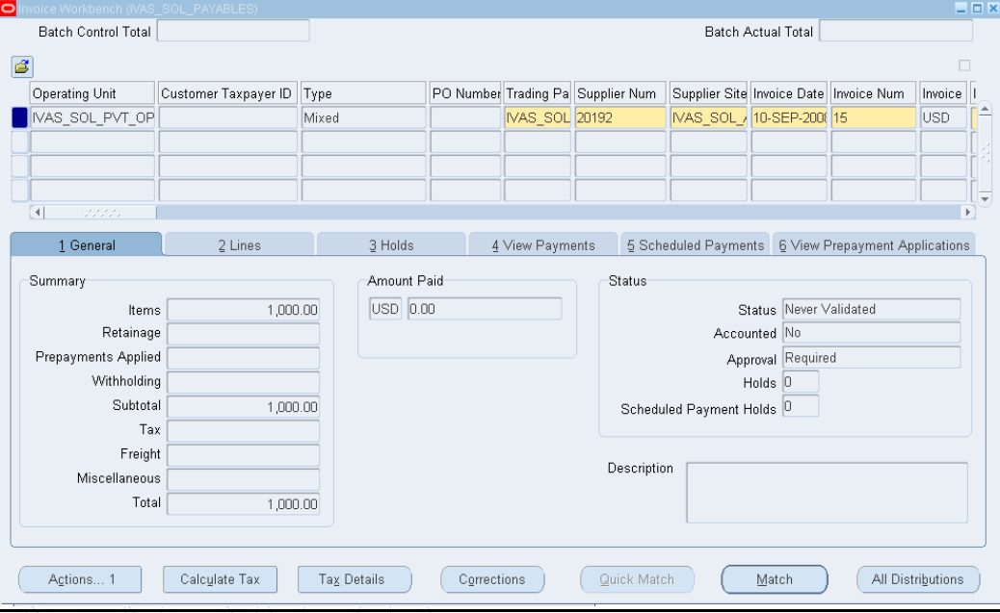 Invoice Workbench (IVAS_SOL_PAYABLES)
Batch Control Total Batch Actual Total
Operating Unit Customer Taxpayer ID Type PO Number Trading Pa Supplier Num Supplier Site Invoice Date Invoice Num Invoice
IVAS_SOL_PVT_OP Mixed IVAS_SOL 20192 IVAS_SOL_A 10-SEP-2008 15 USD
1 General 2 Lines 3 Holds 4 View Payments 5 Scheduled Payments 6 View Prepayment Applications
Summary Amount Paid Status
Items 1,000.00 USD 0.00 Status Never Validated
Retainage Accounted No
Prepayments Applied Approval Required
Withholding Holds 0
Subtotal 1,000.00 Scheduled Payment Holds 0
Tax
Freight
Miscellaneous Description
Total 1,000.00
Actions... 1 Calculate Tax Tax Details Corrections Quick Match Match All Distributions